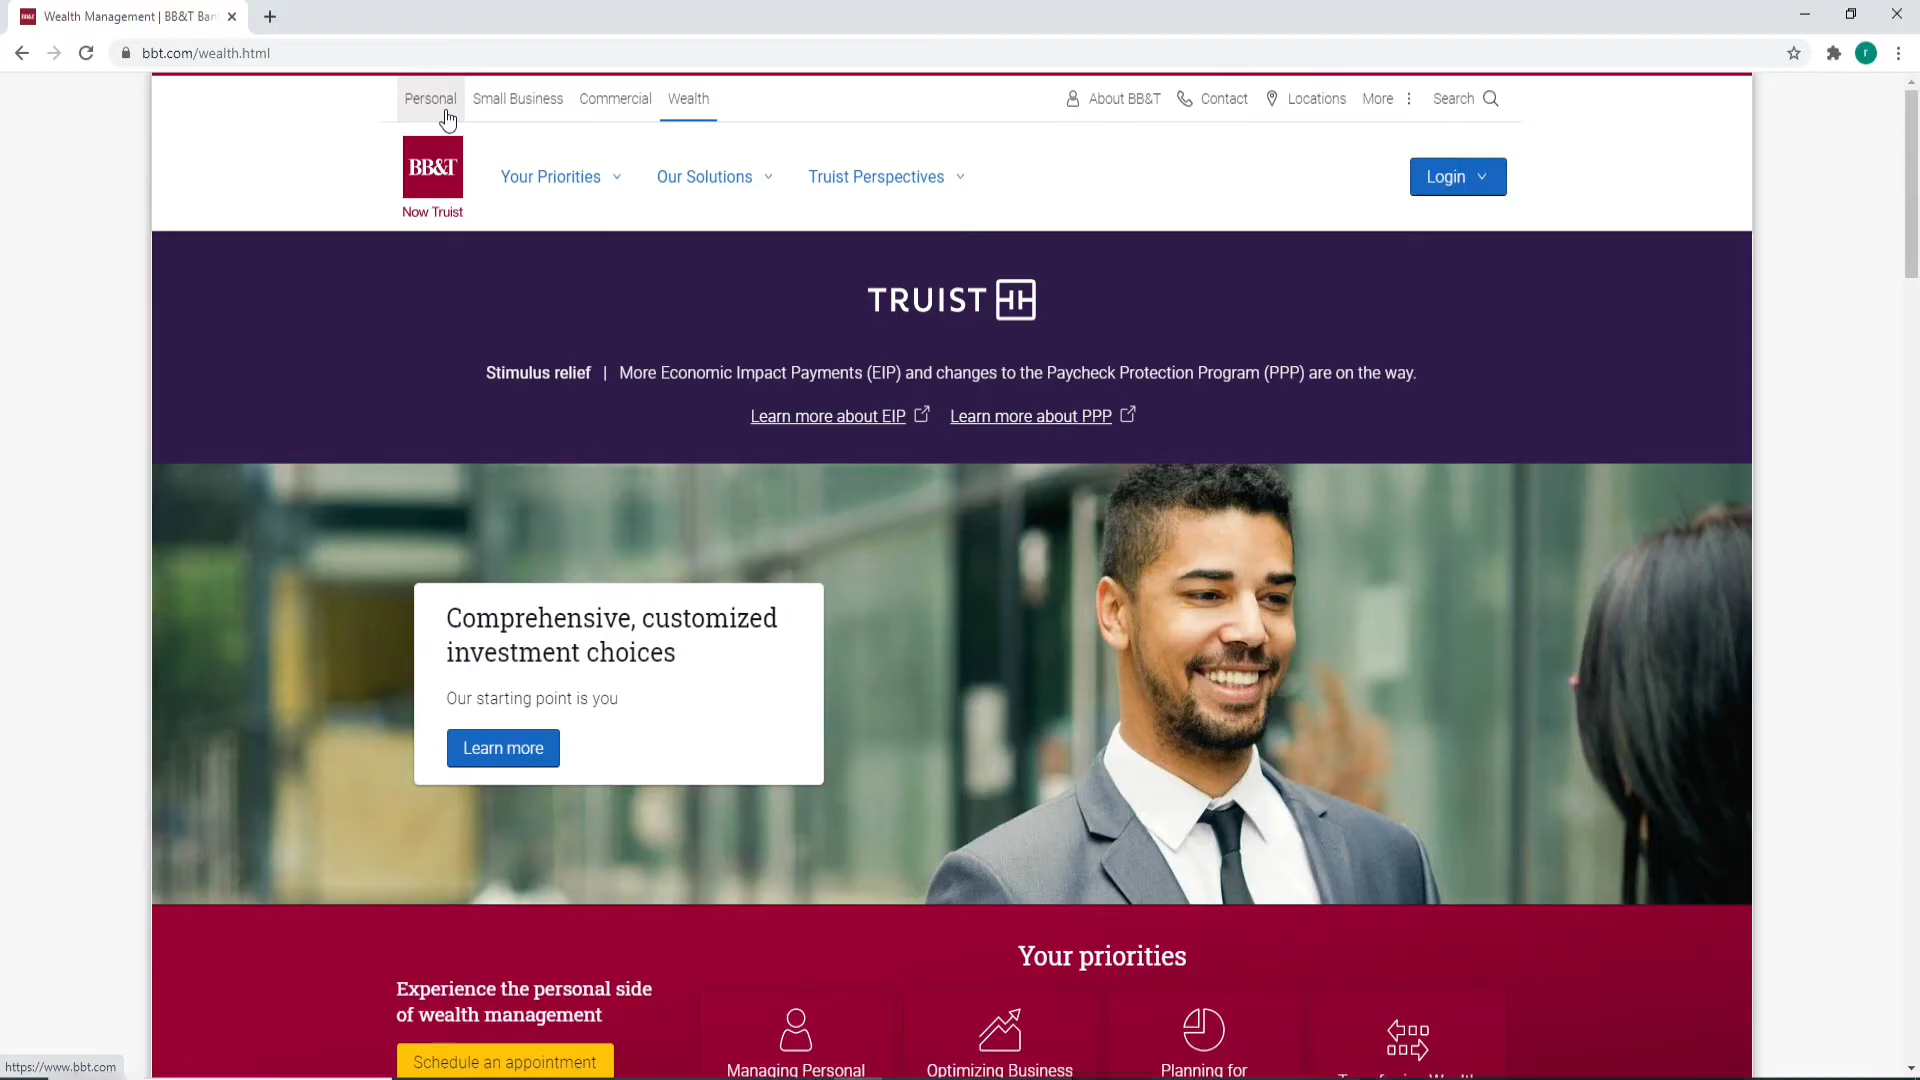 BB&T Wealth Management | BB&T Ban
bbt.com/wealth.html
r
Personal Small Business Commercial Wealth About BB&T Contact Locations More Search
BB&T
Now Truist
Your Priorities Our Solutions Truist Perspectives Login
TRUIST
Stimulus relief | More Economic Impact Payments (EIP) and changes to the Paycheck Protection Program (PPP) are on the way.
Learn more about EIP Learn more about PPP
Comprehensive, customized
investment choices
Our starting point is you
Learn more
Your priorities
Experience the personal side
of wealth management
Schedule an appointment
Managing Personal Optimizing Business Planning for
https://www.bbt.com